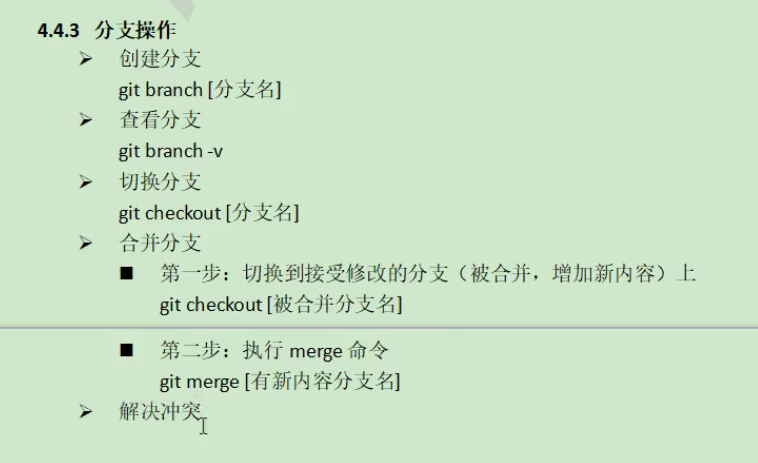 4.4.3 分支操作
➢ 创建分支
git branch [分支名]
➢ 查看分支
git branch -v
➢ 切换分支
git checkout [分支名]
➢ 合并分支
■ 第一步：切换到接受修改的分支（被合并，增加新内容）上
git checkout [被合并分支名]
■ 第二步：执行 merge 命令
git merge [有新内容分支名]
➢ 解决冲突